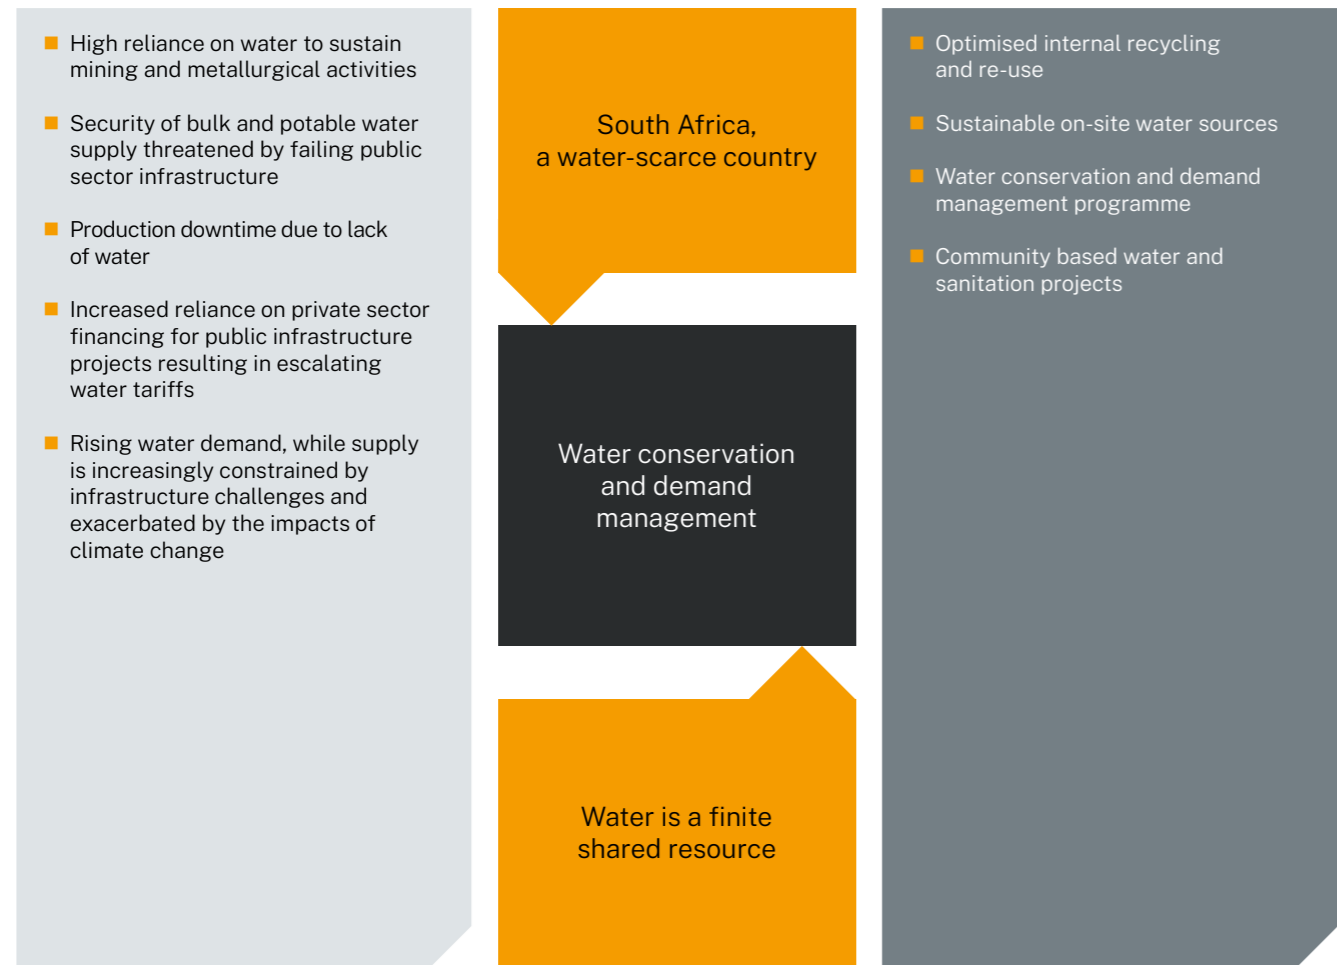 High reliance on water to sustain
mining and metallurgical activities
Security of bulk and potable water
supply threatened by failing public
sector infrastructure
Production downtime due to lack
of water
Increased reliance on private sector
financing for public infrastructure
projects resulting in escalating
water tariffs
Rising water demand, while supply
is increasingly constrained by
infrastructure challenges and
exacerbated by the impacts of
climate change
South Africa,
a water-scarce country
Water conservation
and demand
management
Water is a finite
shared resource
Optimised internal recycling
and re-use
Sustainable on-site water sources
Water conservation and demand
management programme
Community based water and
sanitation projects